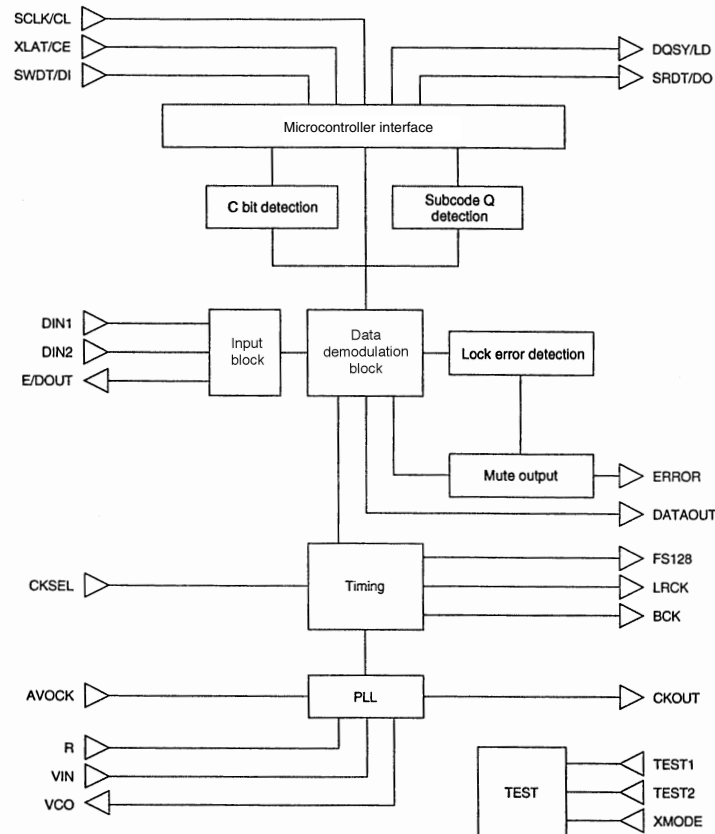 SCLK/CL
XLAT/CE
SWDT/DI
DQSY/LD
SRDT/DO
Microcontroller interface
C bit detection
Subcode Q
detection
DIN1
DIN2
E/DOUT
Input
block
Data
demodulation
block
Lock error detection
Mute output
ERROR
DATAOUT
CKSEL
Timing
FS128
LRCK
BCK
AVOCK
PLL
CKOUT
R
VIN
VCO
TEST
TEST1
TEST2
XMODE